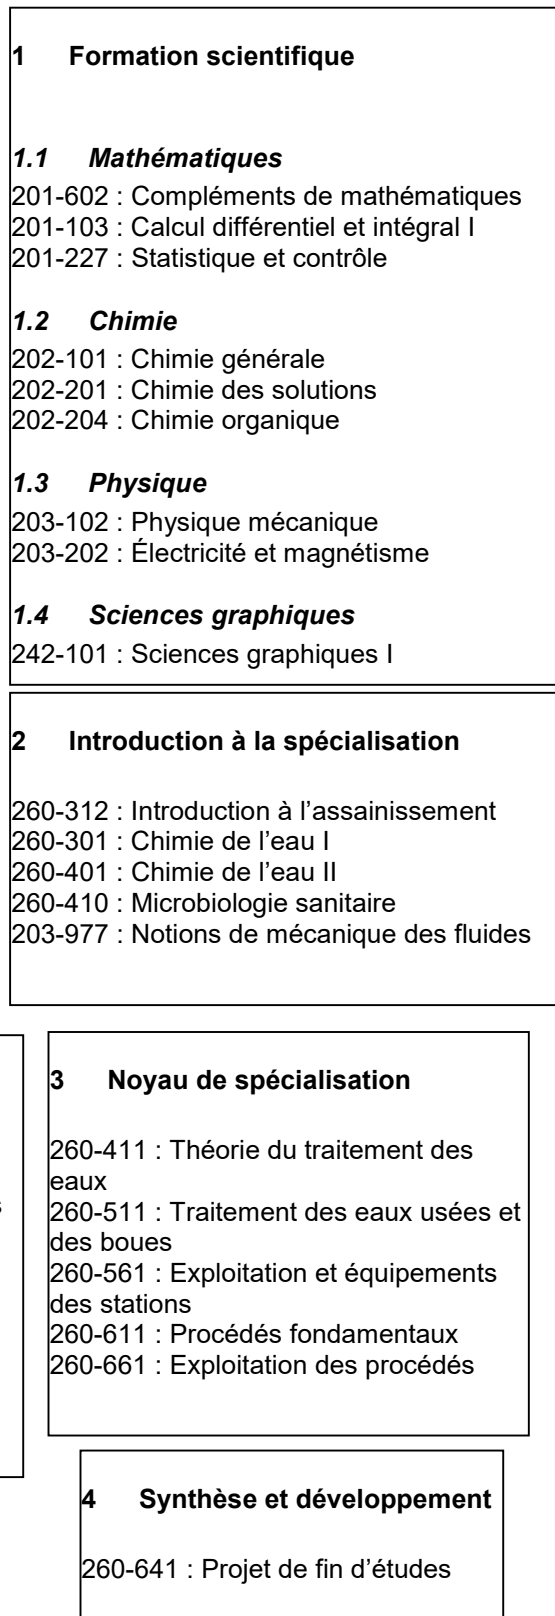 1 Formation scientifique
1.1 Mathématiques
201-602 : Compléments de mathématiques
201-103 : Calcul différentiel et intégral I
201-227 : Statistique et contrôle
1.2 Chimie
202-101 : Chimie générale
202-201 : Chimie des solutions
202-204 : Chimie organique
1.3 Physique
203-102 : Physique mécanique
203-202 : Électricité et magnétisme
1.4 Sciences graphiques
242-101 : Sciences graphiques I
2 Introduction à la spécialisation
260-312 : Introduction à l’assainissement
260-301 : Chimie de l’eau I
260-401 : Chimie de l’eau II
260-410 : Microbiologie sanitaire
203-977 : Notions de mécanique des fluides
3 Noyau de spécialisation
260-411 : Théorie du traitement des
eaux
260-511 : Traitement des eaux usées et
des boues
260-561 : Exploitation et équipements
des stations
260-611 : Procédés fondamentaux
260-661 : Exploitation des procédés
4 Synthèse et développement
260-641 : Projet de fin d’études